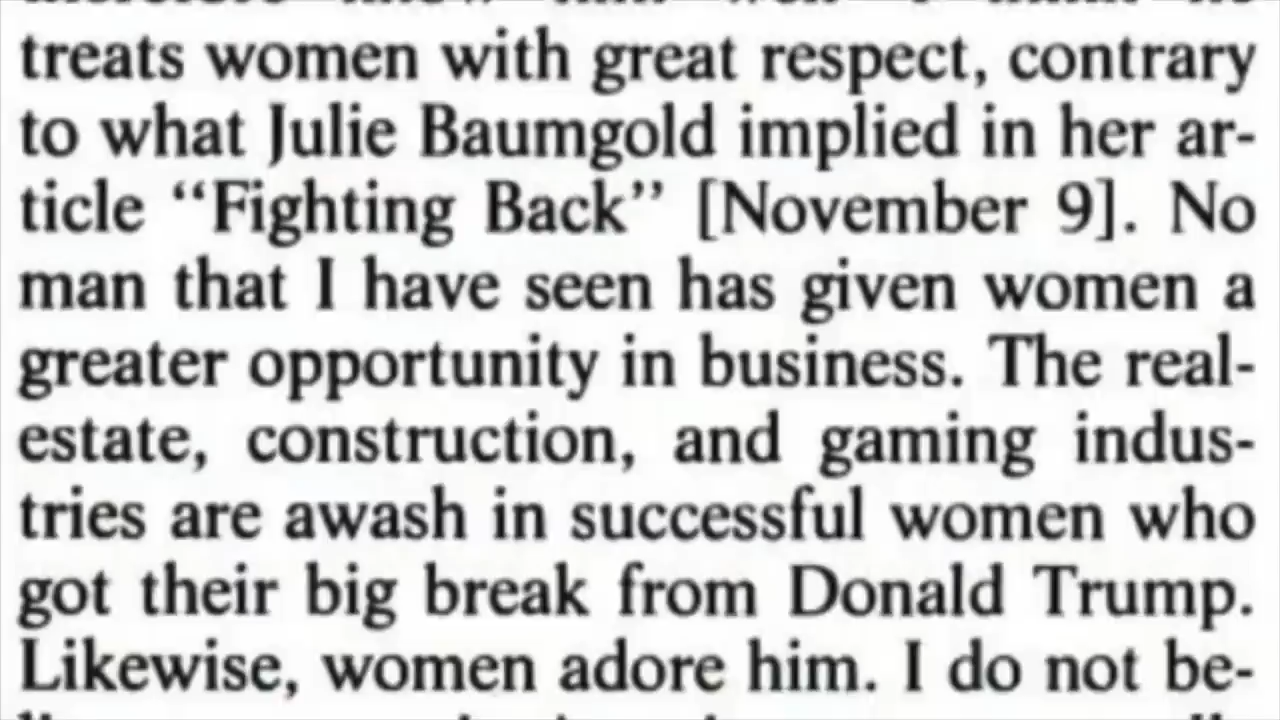 treats women with great respect, contrary
to what Julie Baumgold implied in her ar-
ticle “Fighting Back” [November 9]. No
man that I have seen has given women a
greater opportunity in business. The real-
estate, construction, and gaming indus-
tries are awash in successful women who
got their big break from Donald Trump.
Likewise, women adore him. I do not be-